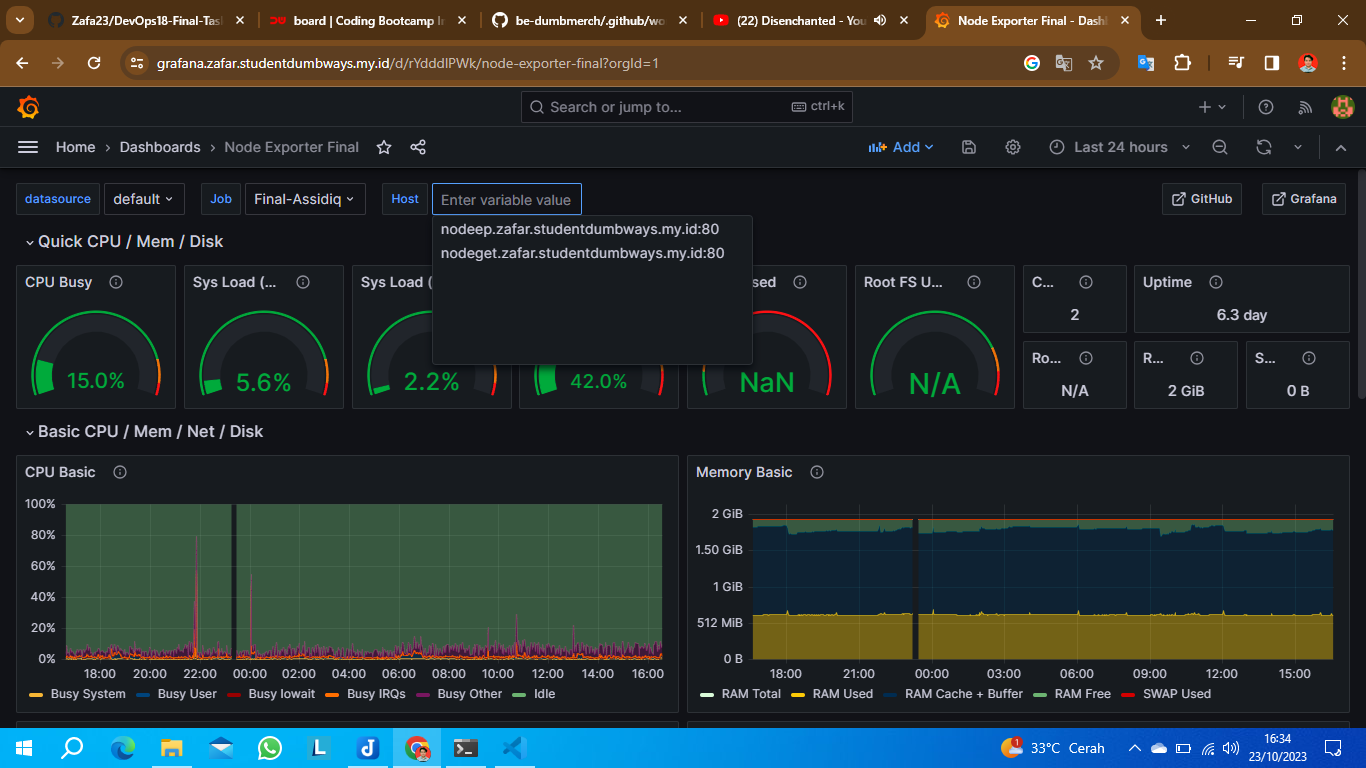 Zafa23/DevOps18-Final-Tas
board | Coding Bootcamp In
be-dumbmerch/.github/wo
(22) Disenchanted - You
Node Exporter Final - Dashb
grafana.zafar.studentdumbways.my.id/d/rYdddlPWk/node-exporter-final?orgId=1
Search or jump to...
ctrl+k
Home
Dashboards
Node Exporter Final
Add
Last 24 hours
datasource
default
Job
Final-Assidiq
Host
Enter variable value
GitHub
Grafana
nodeep.zafar.studentdumbways.my.id:80
nodeget.zafar.studentdumbways.my.id:80
Quick CPU / Mem / Disk
CPU Busy
15.0%
Sys Load (...
5.6%
Sys Load (
2.2%
42.0%
sed
NaN
Root FS U...
N/A
C...
2
Uptime
6.3 day
Ro...
N/A
R...
2 GiB
S...
0 B
Basic CPU / Mem / Net / Disk
CPU Basic
100%
80%
60%
40%
20%
0%
18:00 20:00 22:00 00:00 02:00 04:00 06:00 08:00 10:00 12:00 14:00 16:00
Busy System Busy User Busy Iowait Busy IRQs Busy Other Idle
Memory Basic
2 GiB
1.50 GiB
1 GiB
512 MiB
0 B
18:00 21:00 00:00 03:00 06:00 09:00 12:00 15:00
RAM Total RAM Used RAM Cache + Buffer RAM Free SWAP Used
1
33°C Cerah
16:34
23/10/2023